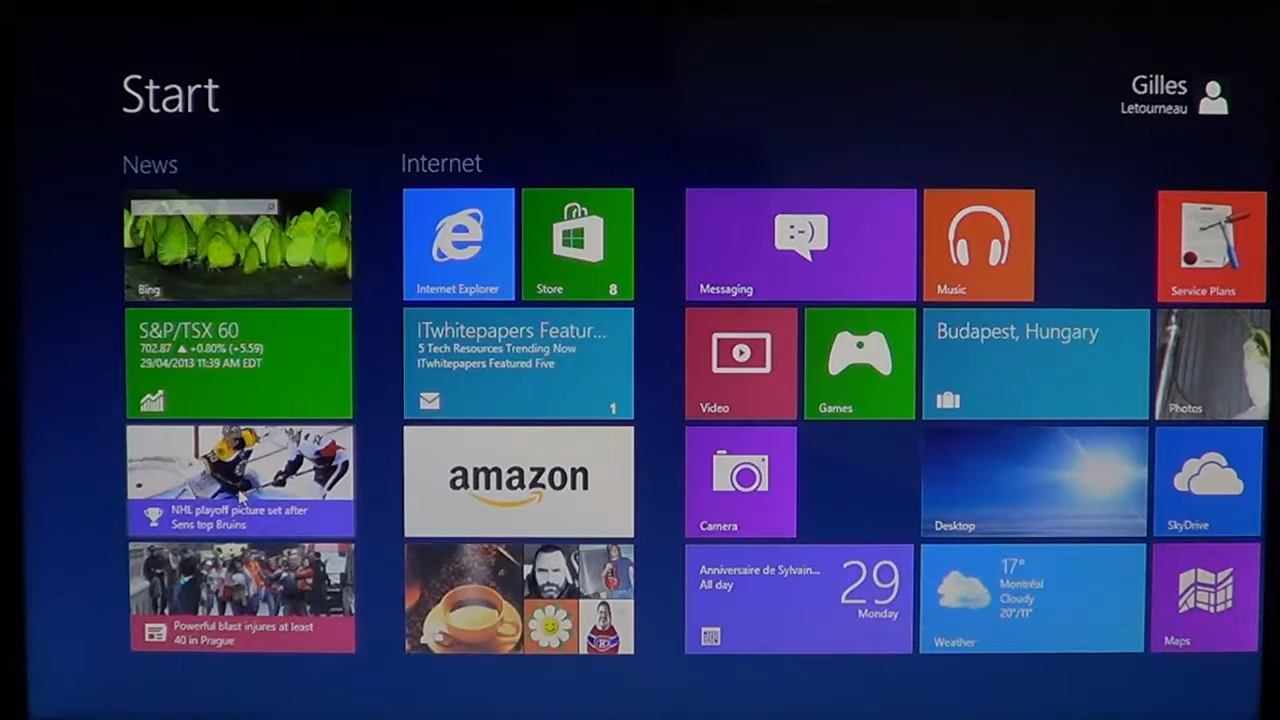 Start
Gilles
Letourneau
News
Internet
Bing
Internet Explorer
Store
8
Messaging
Music
Service Plans
S&P/TSX 60
702.87 ▲ +0.80% (+5.59)
29/04/2013 11:39 AM EDT
ITwhitepapers Featur...
5 Tech Resources Trending Now
ITwhitepapers Featured Five
1
Video
Games
Budapest, Hungary
Photos
NHL playoff picture set after
Sens top Bruins
amazon
Camera
Desktop
SkyDrive
Powerful blast injures at least
40 in Prague
Anniversaire de Sylvain...
All day
29
Monday
17°
Montréal
Cloudy
20°/11°
Weather
Maps